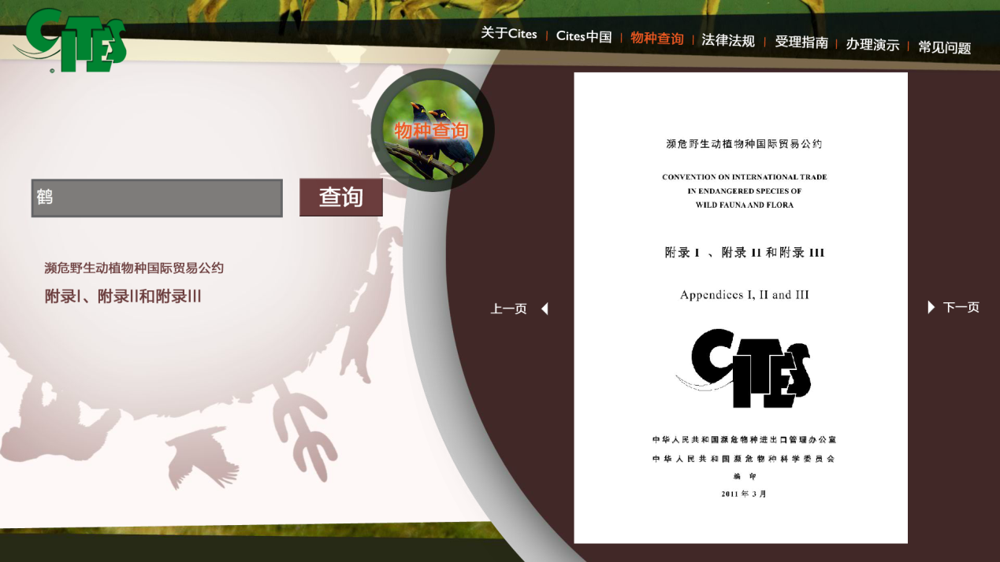 CITES
©
关于Cites | Cites中国 | 物种查询 | 法律法规 | 受理指南 | 办理演示 | 常见问题
物种查询
鹤
查询
濒危野生动植物种国际贸易公约
附录I、附录II和附录III
上一页
濒危野生动植物种国际贸易公约
CONVENTION ON INTERNATIONAL TRADE
IN ENDANGERED SPECIES OF
WILD FAUNA AND FLORA
附录 I 、附录 II 和附录 III
Appendices I, II and III
CITES
中华人民共和国濒危物种进出口管理办公室
中华人民共和国濒危物种科学委员会
编 印
2011 年 3 月
下一页